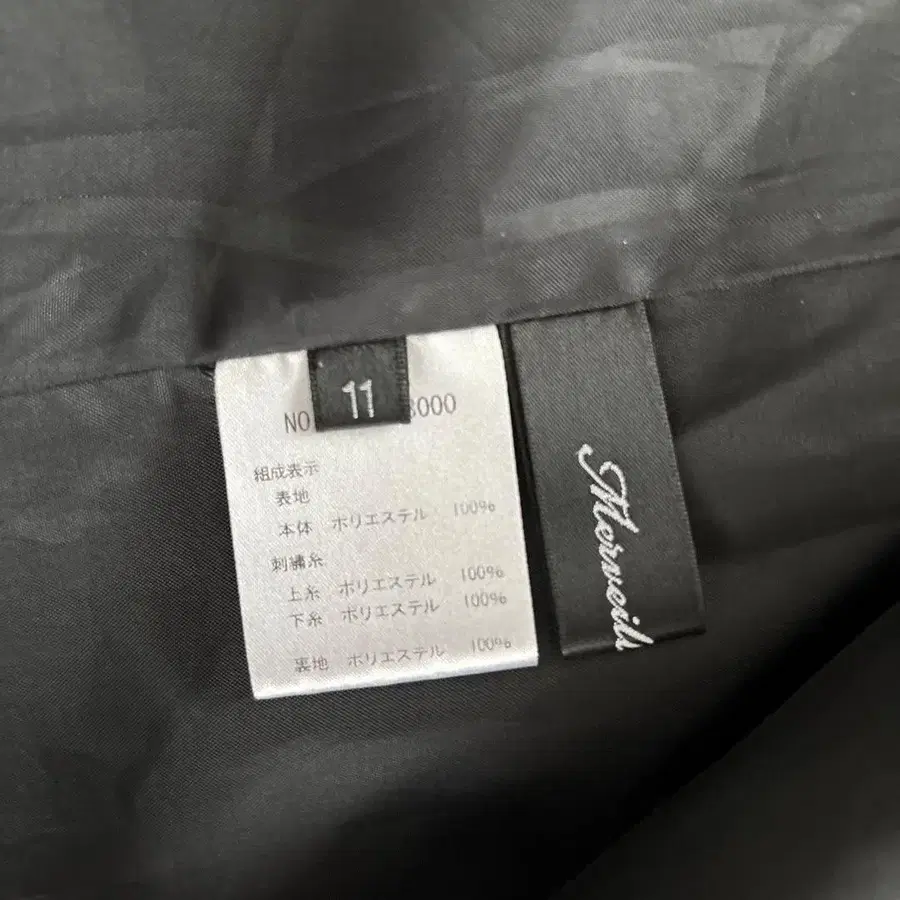 11
NO 000
組成表示
表地
本体 ポリエステル 100%
刺繍糸
上糸 ポリエステル 100%
下糸 ポリエステル 100%
裏地 ポリエステル 100%
Merveill